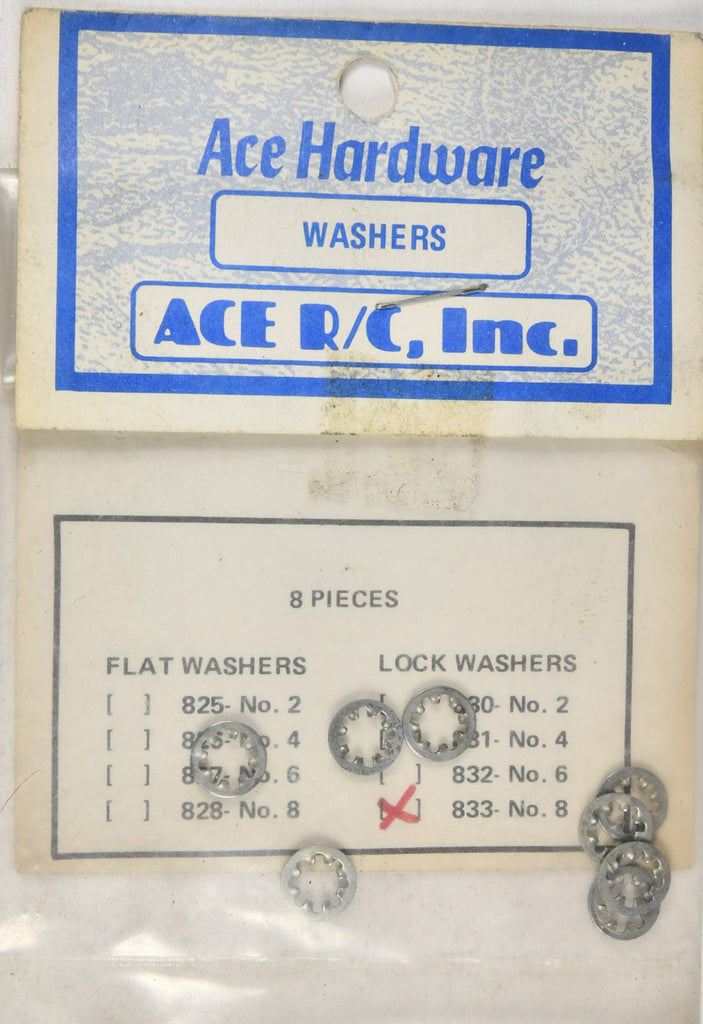 Ace Hardware
WASHERS
ACE R/C, Inc.
8 PIECES
FLAT WASHERS
LOCK WASHERS
[ ] 825- No. 2
No. 2
[ ] 4
No. 4
[ ] No. 6
[ ] 832- No. 6
[ ] 828- No. 8
[X] 833- No. 8